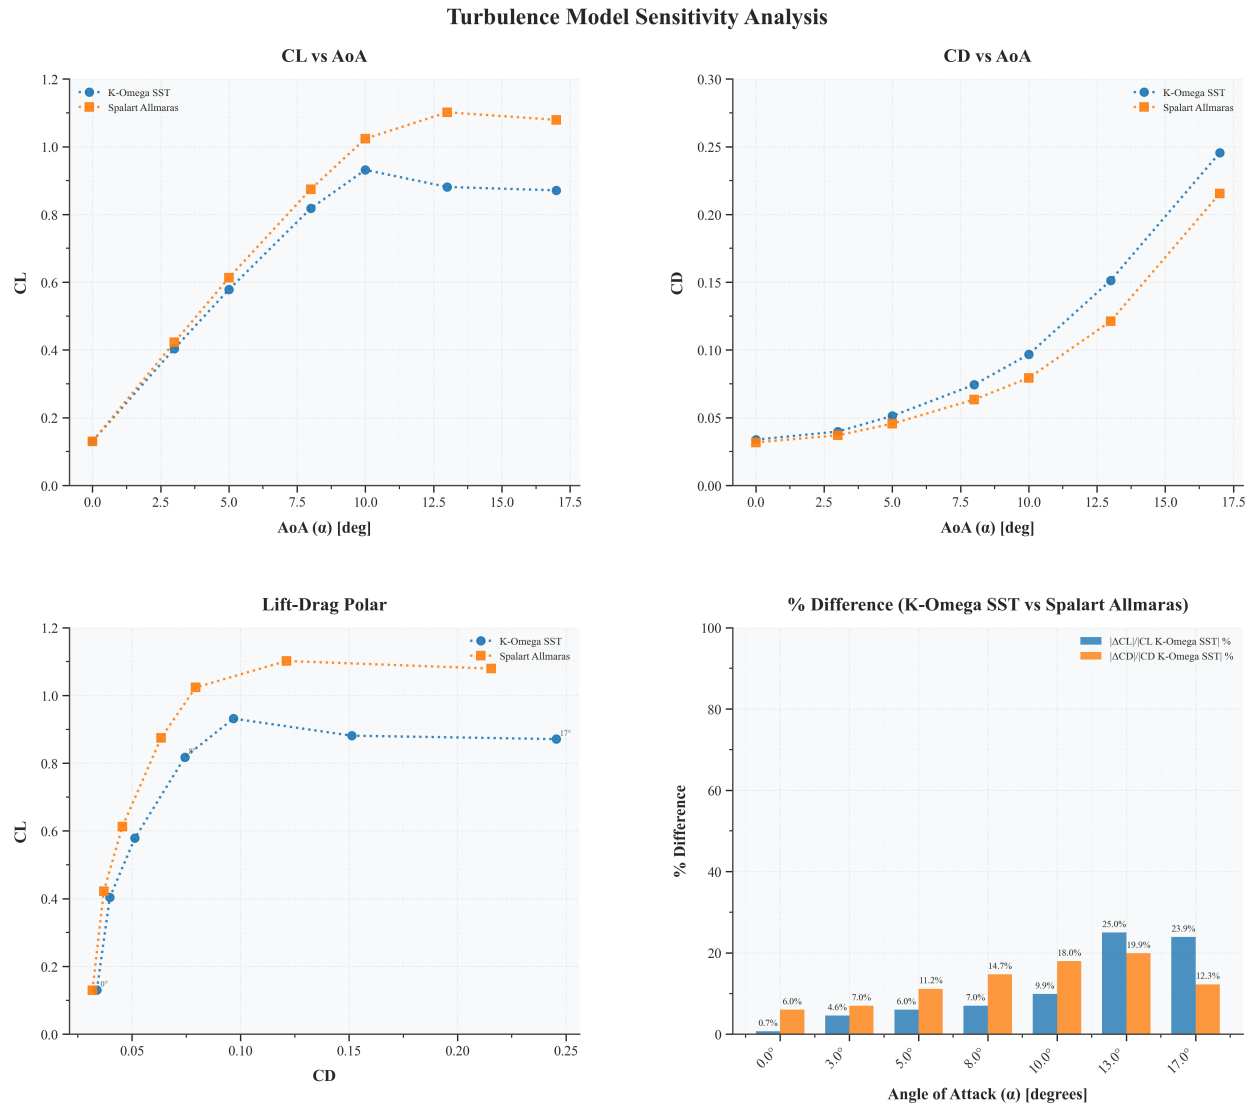 Turbulence Model Sensitivity Analysis
CL vs AoA
K-Omega SST
Spalart Allmaras
1.2
1.0
0.8
0.6
0.4
0.2
0.0
CL
0.0 2.5 5.0 7.5 10.0 12.5 15.0 17.5
AoA (α) [deg]
CD vs AoA
K-Omega SST
Spalart Allmaras
0.30
0.25
0.20
0.15
0.10
0.05
0.00
CD
0.0 2.5 5.0 7.5 10.0 12.5 15.0 17.5
AoA (α) [deg]
Lift-Drag Polar
K-Omega SST
Spalart Allmaras
1.2
1.0
0.8
0.6
0.4
0.2
0.0
CL
0°
8°
17°
0.05 0.10 0.15 0.20 0.25
CD
% Difference (K-Omega SST vs Spalart Allmaras)
|ΔCL|/|CL K-Omega SST| %
|ΔCD|/|CD K-Omega SST| %
100
80
60
40
20
0
% Difference
0.7% 6.0% 4.6% 7.0% 6.0% 11.2% 7.0% 14.7% 9.9% 18.0% 25.0% 19.9% 23.9% 12.3%
0.0° 3.0° 5.0° 8.0° 10.0° 13.0° 17.0°
Angle of Attack (α) [degrees]